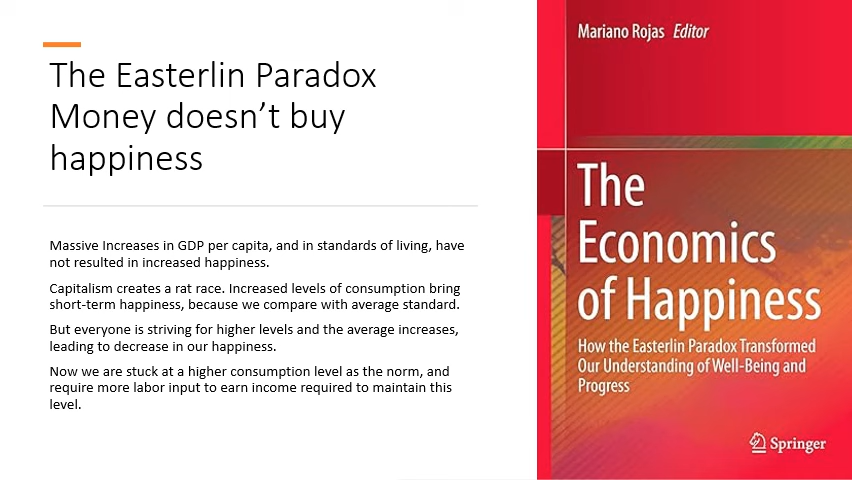 The Easterlin Paradox
Money doesn't buy
happiness
Massive Increases in GDP per capita, and in standards of living, have
not resulted in increased happiness.
Capitalism creates a rat race. Increased levels of consumption bring
short-term happiness, because we compare with average standard.
But everyone is striving for higher levels and the average increases,
leading to decrease in our happiness.
Now we are stuck at a higher consumption level as the norm, and
require more labor input to earn income required to maintain this
level.
Mariano Rojas Editor
The
Economics
of Happiness
How the Easterlin Paradox Transformed
Our Understanding of Well-Being and
Progress
Springer